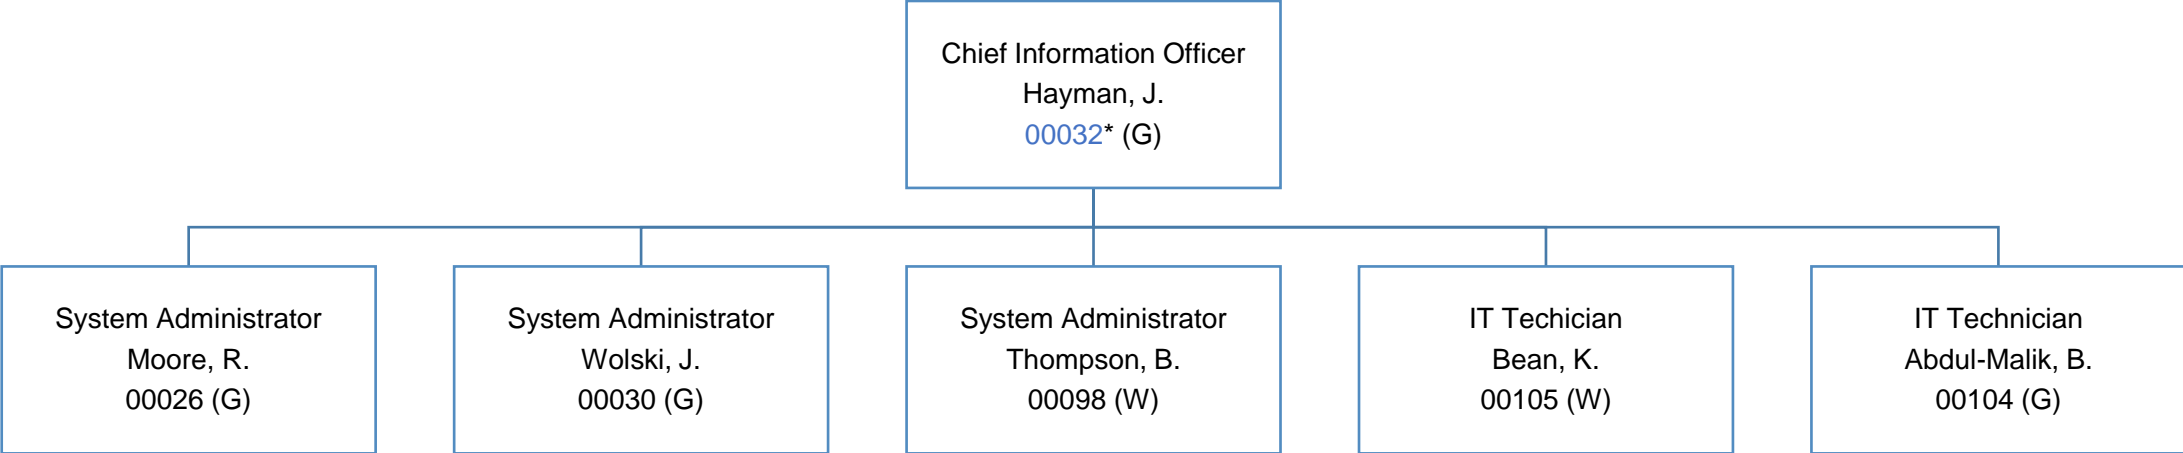 Chief Information Officer
Hayman, J.
00032* (G)
System Administrator
Moore, R.
00026 (G)
System Administrator
Wolski, J.
00030 (G)
System Administrator
Thompson, B.
00098 (W)
IT Techician
Bean, K.
00105 (W)
IT Technician
Abdul-Malik, B.
00104 (G)